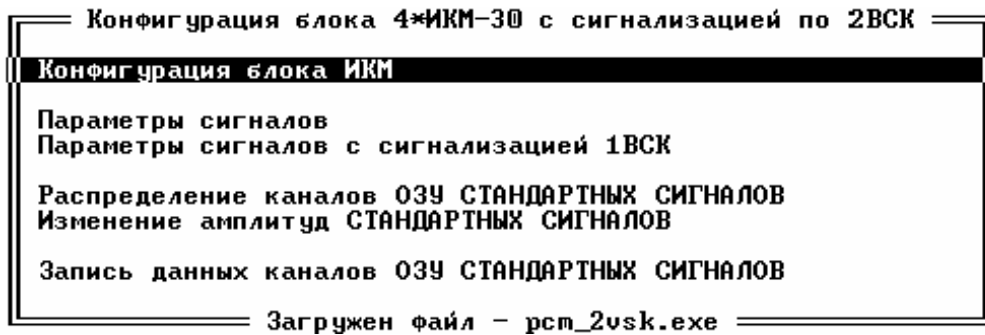 Конфигурация блока 4*ИКМ-30 с сигнализацией по 2ВСК
Конфигурация блока ИКМ
Параметры сигналов
Параметры сигналов с сигнализацией 1ВСК
Распределение каналов ОЗУ СТАНДАРТНЫХ СИГНАЛОВ
Изменение амплитуд СТАНДАРТНЫХ СИГНАЛОВ
Запись данных каналов ОЗУ СТАНДАРТНЫХ СИГНАЛОВ
Загружен файл - pcm_2vsk.exe